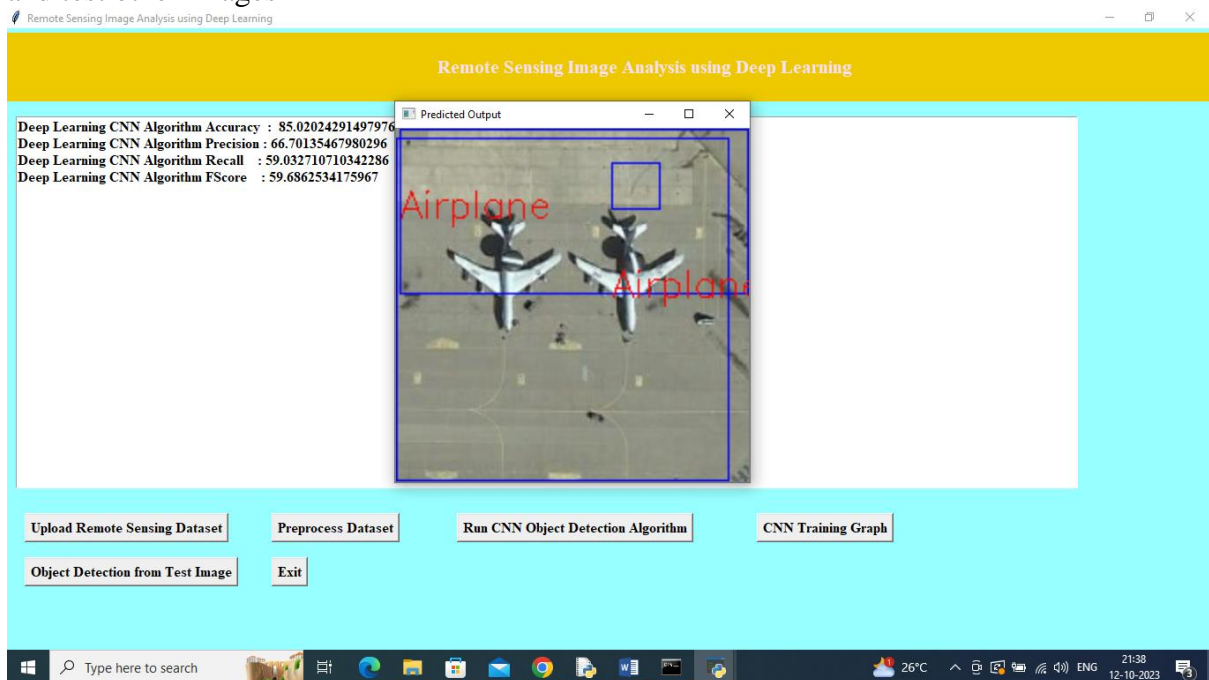 Remote Sensing Image Analysis using Deep Learning
Remote Sensing Image Analysis using Deep Learning
Predicted Output
Deep Learning CNN Algorithm Accuracy : 85.02024291497976
Deep Learning CNN Algorithm Precision : 66.70135467980296
Deep Learning CNN Algorithm Recall : 59.032710710342286
Deep Learning CNN Algorithm FScore : 59.6862534175967
Airplane
Airplane
Upload Remote Sensing Dataset
Preprocess Dataset
Run CNN Object Detection Algorithm
CNN Training Graph
Object Detection from Test Image
Exit
Type here to search
26°C
ENG
21:38
12-10-2023
3